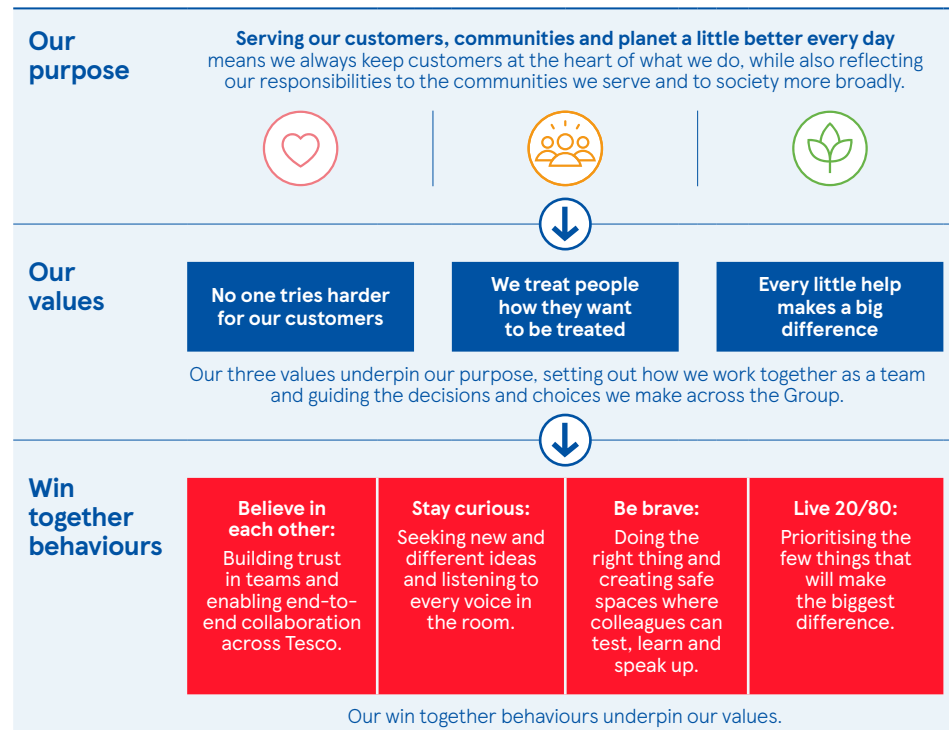 Our
purpose
Serving our customers, communities and planet a little better every day
means we always keep customers at the heart of what we do, while also reflecting
our responsibilities to the communities we serve and to society more broadly.
Our
values
No one tries harder
for our customers
We treat people
how they want
to be treated
Every little help
makes a big
difference
Our three values underpin our purpose, setting out how we work together as a team
and guiding the decisions and choices we make across the Group.
Win
together
behaviours
Believe in
each other:
Building trust
in teams and
enabling end-to-
end collaboration
across Tesco.
Stay curious:
Seeking new and
different ideas
and listening to
every voice in
the room.
Be brave:
Doing the
right thing and
creating safe
spaces where
colleagues can
test, learn and
speak up.
Live 20/80:
Prioritising the
few things that
will make
the biggest
difference.
Our win together behaviours underpin our values.